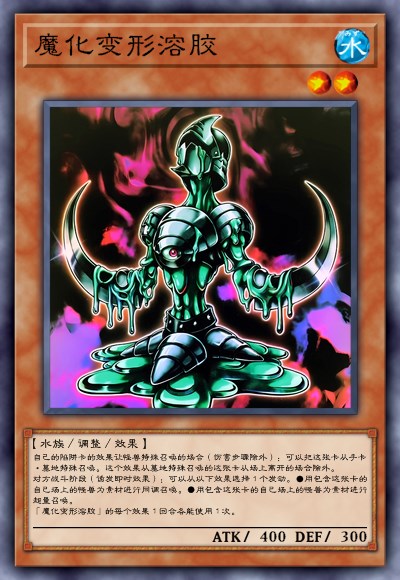 魔化变形溶胶
水
【水族／调整／效果】
自己的陷阱卡的效果让怪兽特殊召唤的场合（伤害步骤除外）：可以把这张卡从手卡
・墓地特殊召唤。这个效果从墓地特殊召唤的这张卡从场上离开的场合除外。
对方战斗阶段（诱发即时效果）：可以从以下效果选择1个发动。●用包含这张卡的
自己场上的怪兽为素材进行同调召唤。●用包含这张卡的自己场上的怪兽为素材进行
超量召唤。
「魔化变形溶胶」的每个效果1回合各能使用1次。
ATK／ 400 DEF／ 300